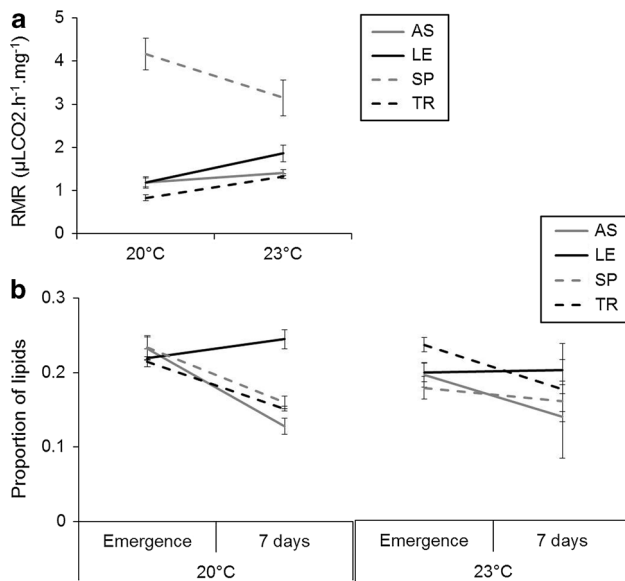 a
RMR (µLCO2.h⁻¹.mg⁻¹)
5
4
3
2
1
0
20°C 23°C
AS
LE
SP
TR
AS
LE
SP
TR
b
Proportion of lipids
0.3
0.2
0.1
0
Emergence 7 days Emergence 7 days
20°C 23°C